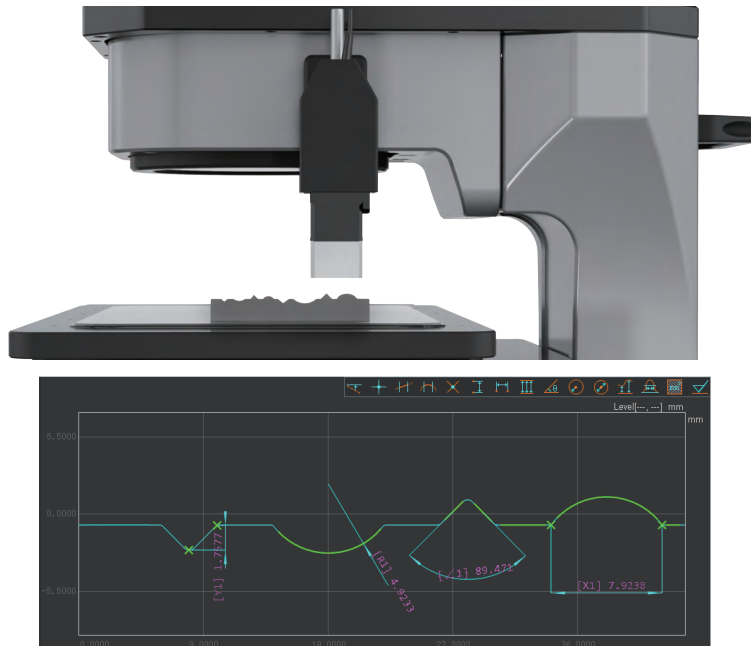 Level[---, ---] mm
mm
5.5000
0.0000
-5.5000
[Y1] 1.7577
[R1] 4.9233
[∠1] 89.471
[X1] 7.9238
0.0000 9.0000 18.0000 27.0000 36.0000